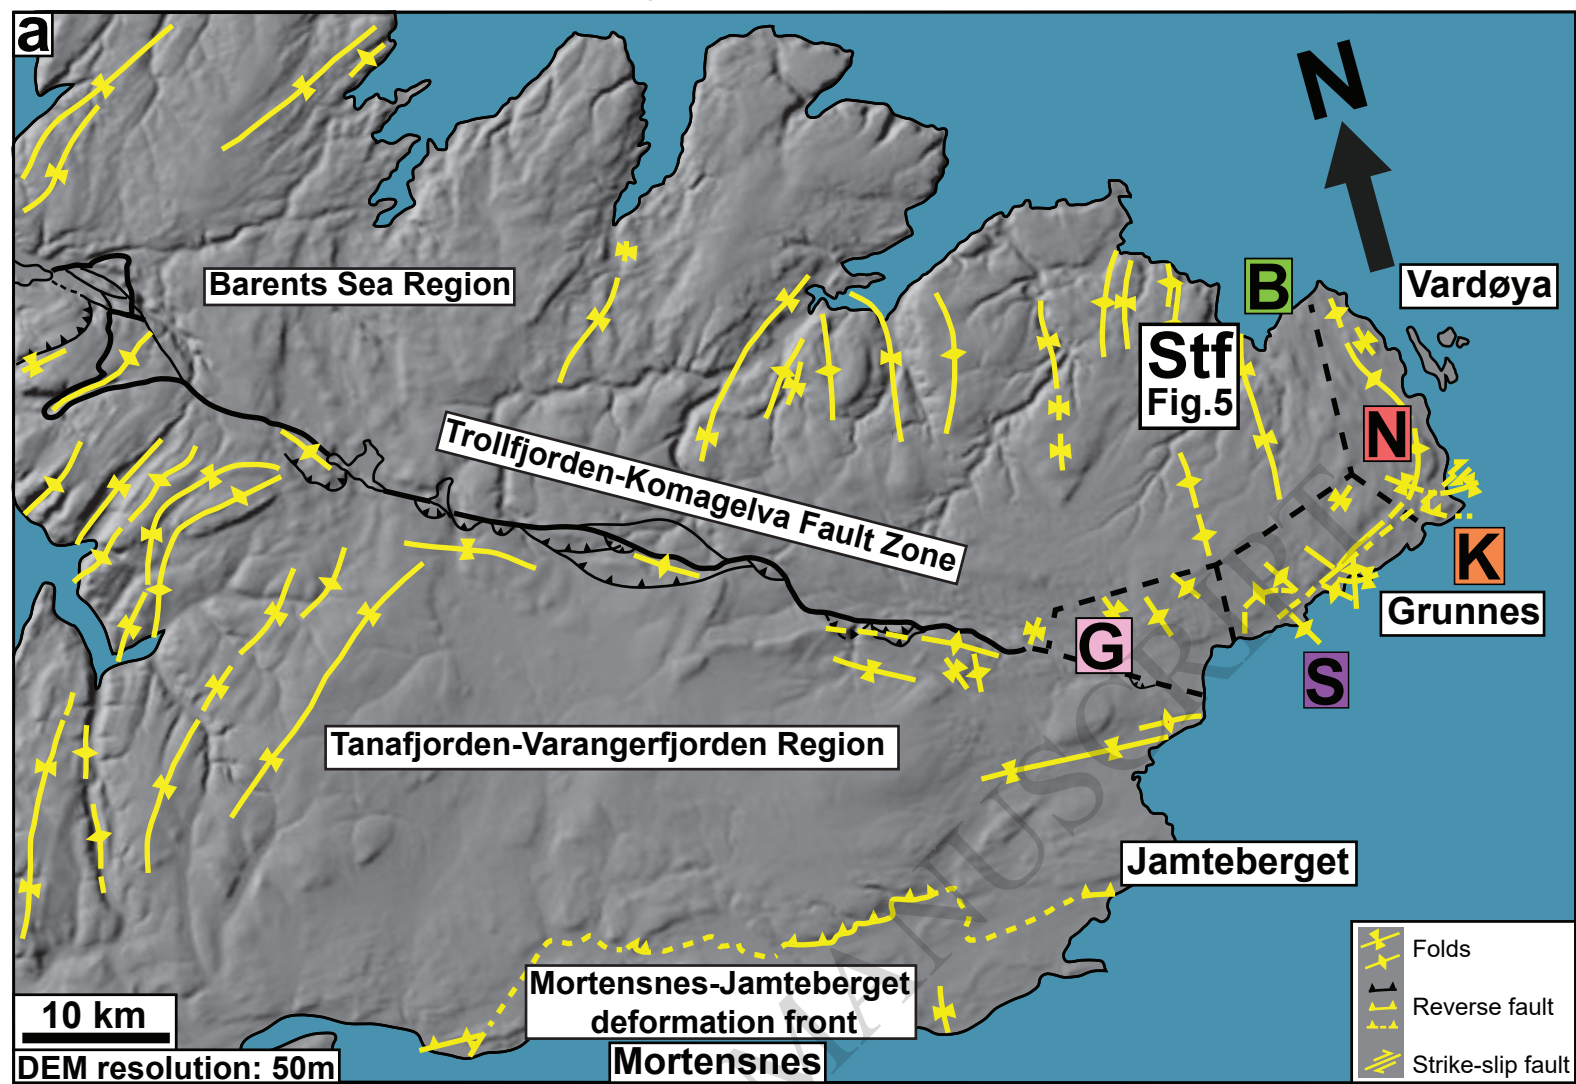 a
N
Barents Sea Region
B
Vardøya
Stf
Fig.5
N
Trollfjorden-Komagelva Fault Zone
K
Grunnes
G
S
Tanafjorden-Varangerfjorden Region
Jamteberget
Mortensnes-Jamteberget
deformation front
Mortensnes
10 km
DEM resolution: 50m
Folds
Reverse fault
Strike-slip fault
MANUSCRIPT